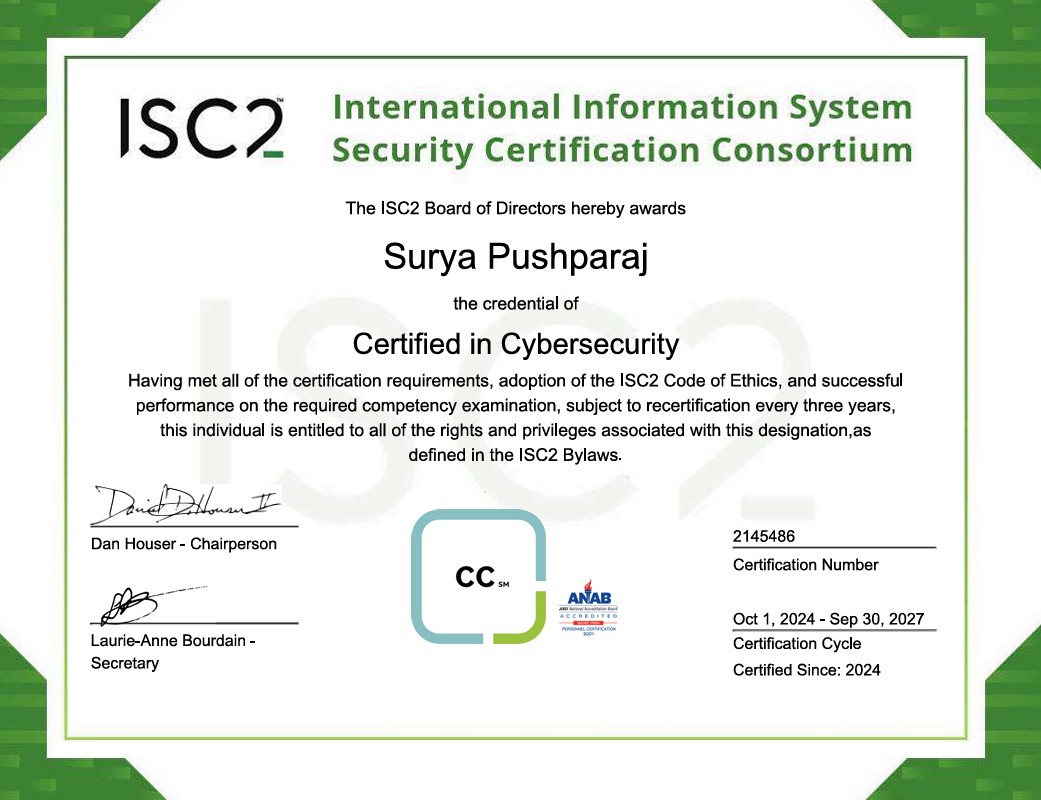 ISC2™
International Information System
Security Certification Consortium
The ISC2 Board of Directors hereby awards
Surya Pushparaj
the credential of
Certified in Cybersecurity
Having met all of the certification requirements, adoption of the ISC2 Code of Ethics, and successful
performance on the required competency examination, subject to recertification every three years,
this individual is entitled to all of the rights and privileges associated with this designation,as
defined in the ISC2 Bylaws.
Dan Houser - Chairperson
Laurie-Anne Bourdain -
Secretary
CC SM
ANAB
ANSI National Accreditation Board
ACCREDITED
PERSONNEL CERTIFICATION
BODY
2145486
Certification Number
Oct 1, 2024 - Sep 30, 2027
Certification Cycle
Certified Since: 2024